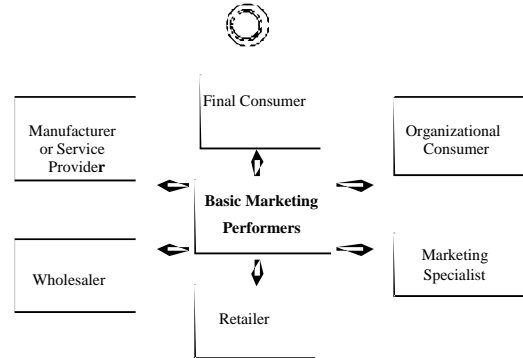 Final Consumer
Manufacturer
or Service
Provider
Organizational
Consumer
Basic Marketing
Performers
Wholesaler
Marketing
Specialist
Retailer